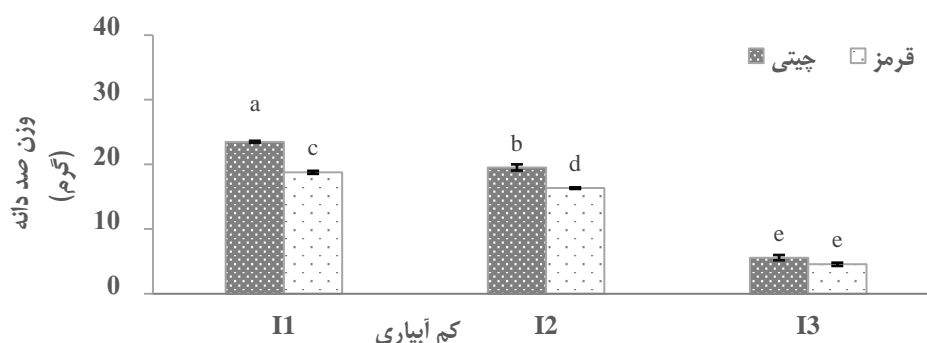 40
30
20
10
0
وزن صد دانه
(گرم)
چیتی
قرمز
a
c
b
d
e
e
I1
I2
I3
کم آبیاری